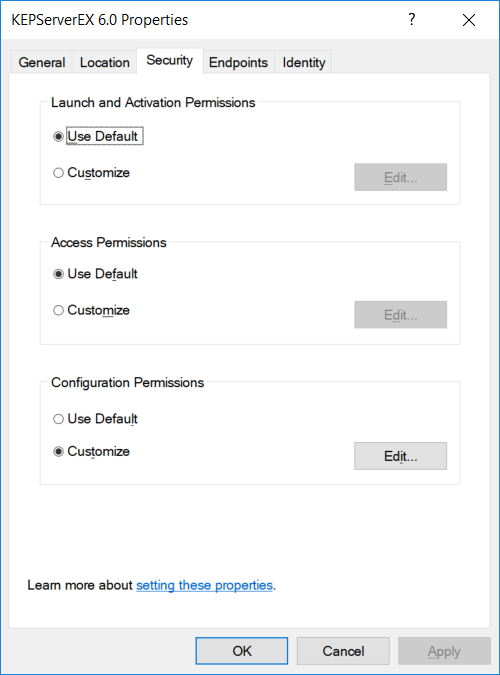 KEPServerEX 6.0 Properties ? ×
General Location Security Endpoints Identity
Launch and Activation Permissions
Use Default
Customize Edit...
Access Permissions
Use Default
Customize Edit...
Configuration Permissions
Use Default
Customize Edit...
Learn more about setting these properties.
OK Cancel Apply